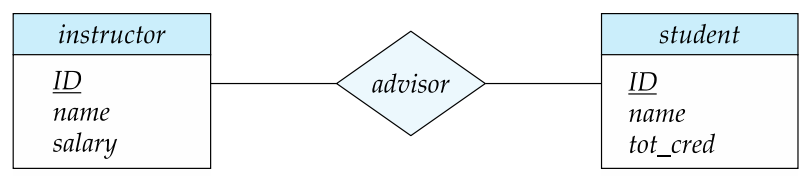 instructor
ID
name
salary
advisor
student
ID
name
tot_cred